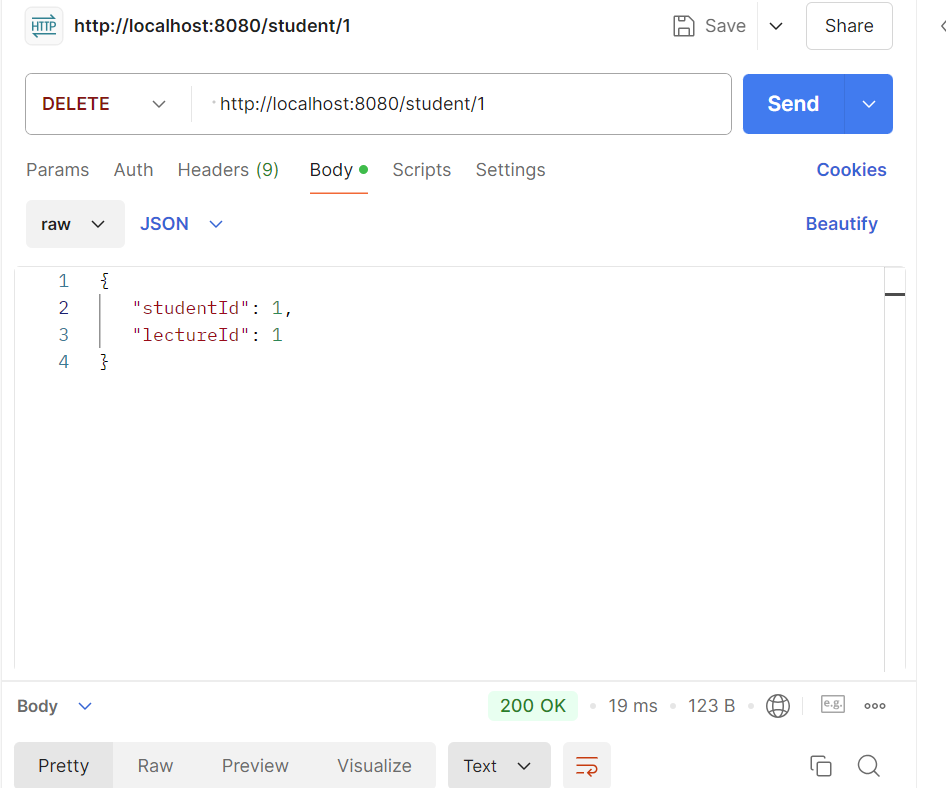 HTTP http://localhost:8080/student/1 Save Share
DELETE http://localhost:8080/student/1 Send
Params Auth Headers (9) Body Scripts Settings Cookies
raw JSON Beautify
1 {
2 "studentId": 1,
3 "lectureId": 1
4 }
Body 200 OK 19 ms 123 B e.g.
Pretty Raw Preview Visualize Text